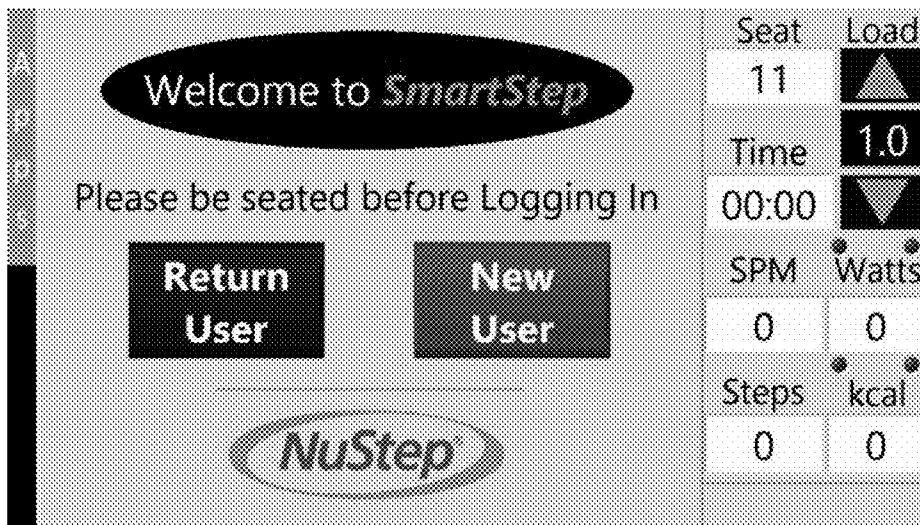 Welcome to SmartStep
Please be seated before Logging In
Return
User
New
User
NuStep
Seat
Load
11
Time
1.0
00:00
SPM
Watts
0
0
Steps
kcal
0
0